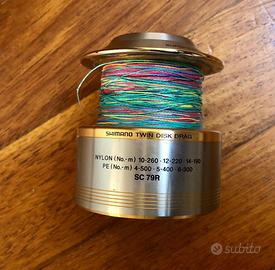 SHIMANO TWIN DISK DRAG
NYLON (No.-m) 10-260 · 12-220 · 14-190
PE (No.-m) 4-500 · 5-400 · 6-300
SC 79R
subito